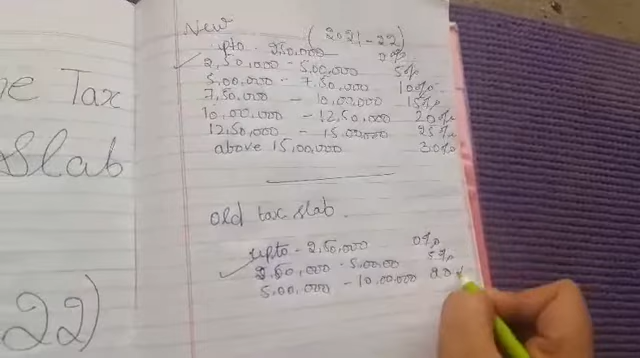 e Tax
Slab
22)
New (2021-22)
upto - 250,000 0%
2,50,000 - 5,00,000 5%
5,00,000 - 7,50,000 10%
7,50,000 - 10,00,000 15%
10,00,000 - 12,50,000 20%
12,50,000 - 15,00,000 25%
above 15,00,000 30%
old tax slab.
upto - 2,50,000 0%
2,50,000 - 5,00,00 5%
5,00,000 - 10,00,000 20%